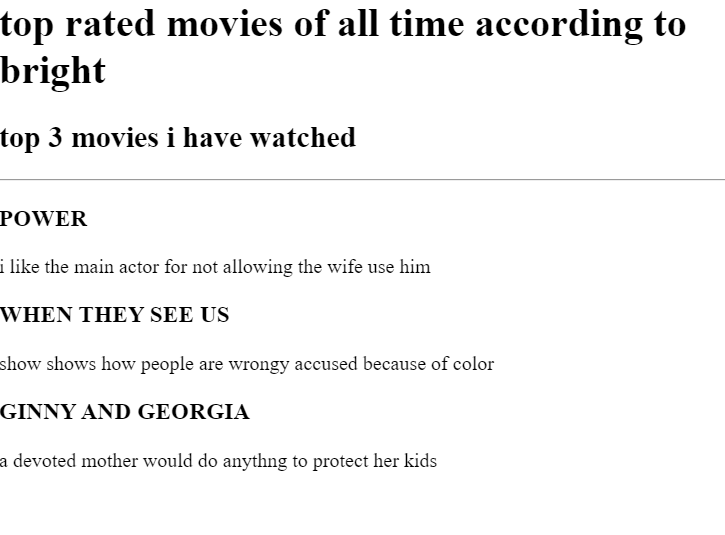 top rated movies of all time according to
bright
top 3 movies i have watched
POWER
i like the main actor for not allowing the wife use him
WHEN THEY SEE US
show shows how people are wrongy accused because of color
GINNY AND GEORGIA
a devoted mother would do anythng to protect her kids